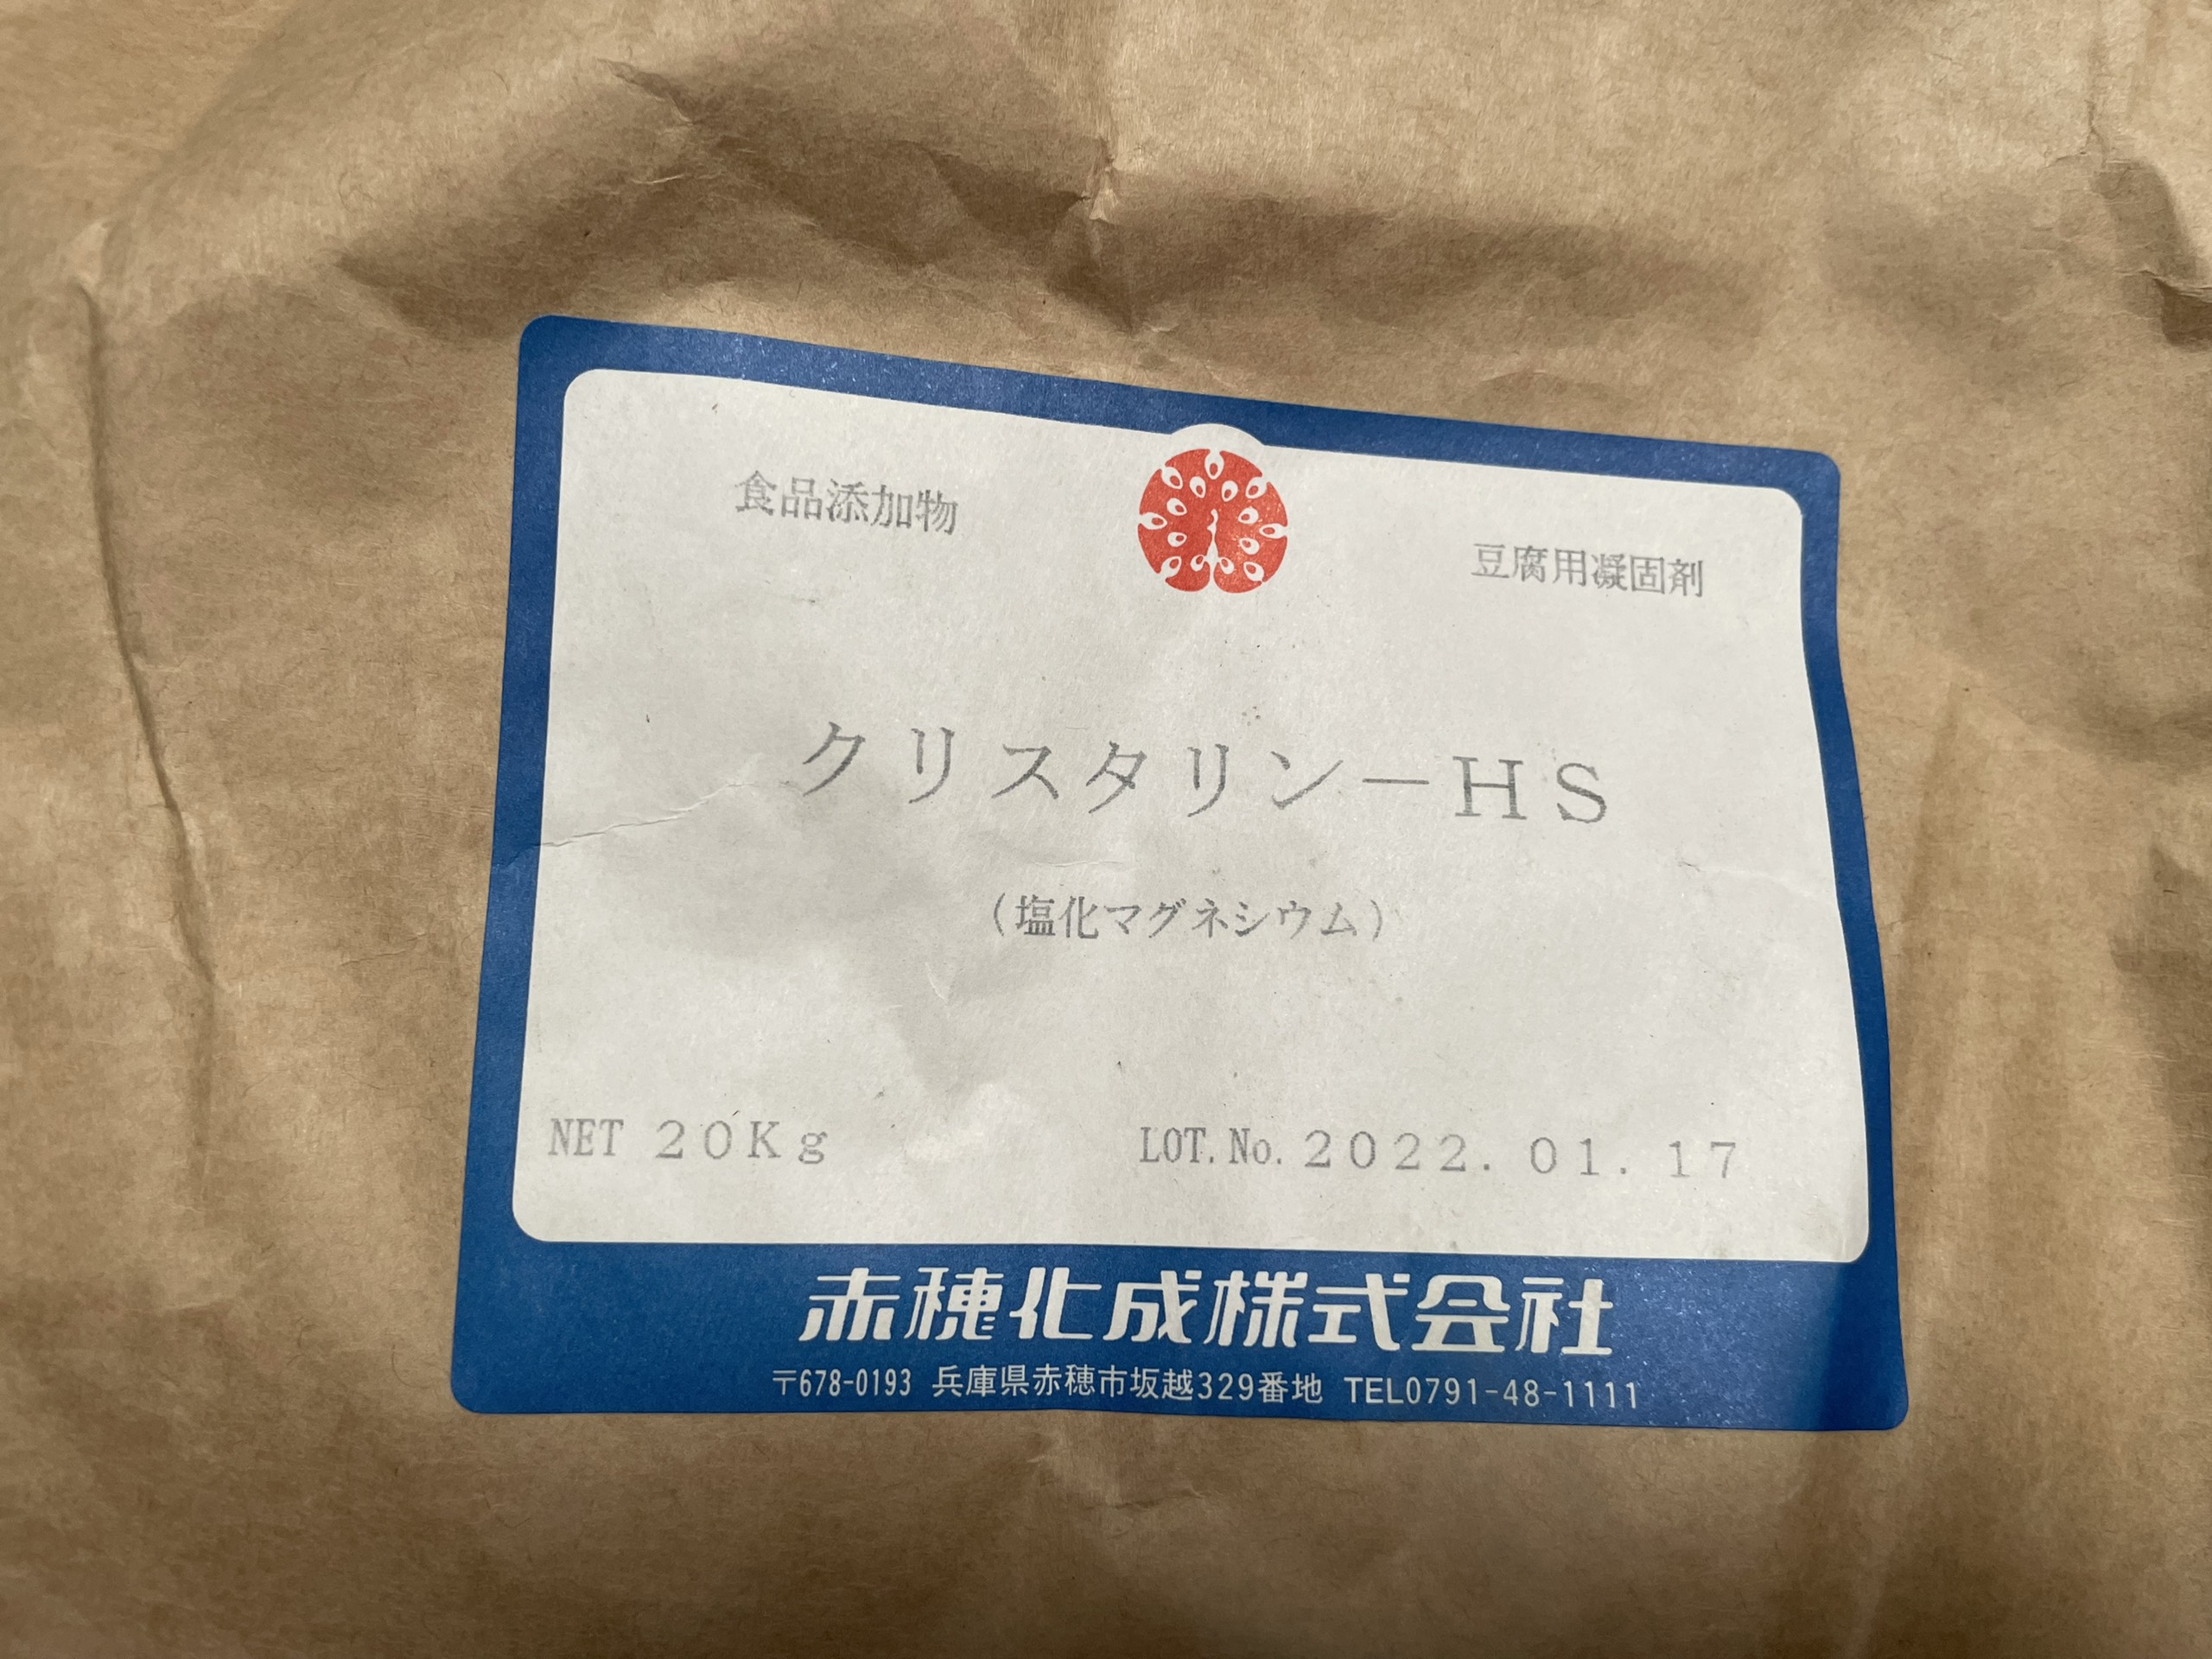 食品添加物
豆腐用凝固剤
クリスタリン－HS
（塩化マグネシウム）
NET 20Kg
LOT. No. 2022. 01. 17
赤穂化成株式会社
〒678-0193 兵庫県赤穂市坂越329番地 TEL0791-48-1111